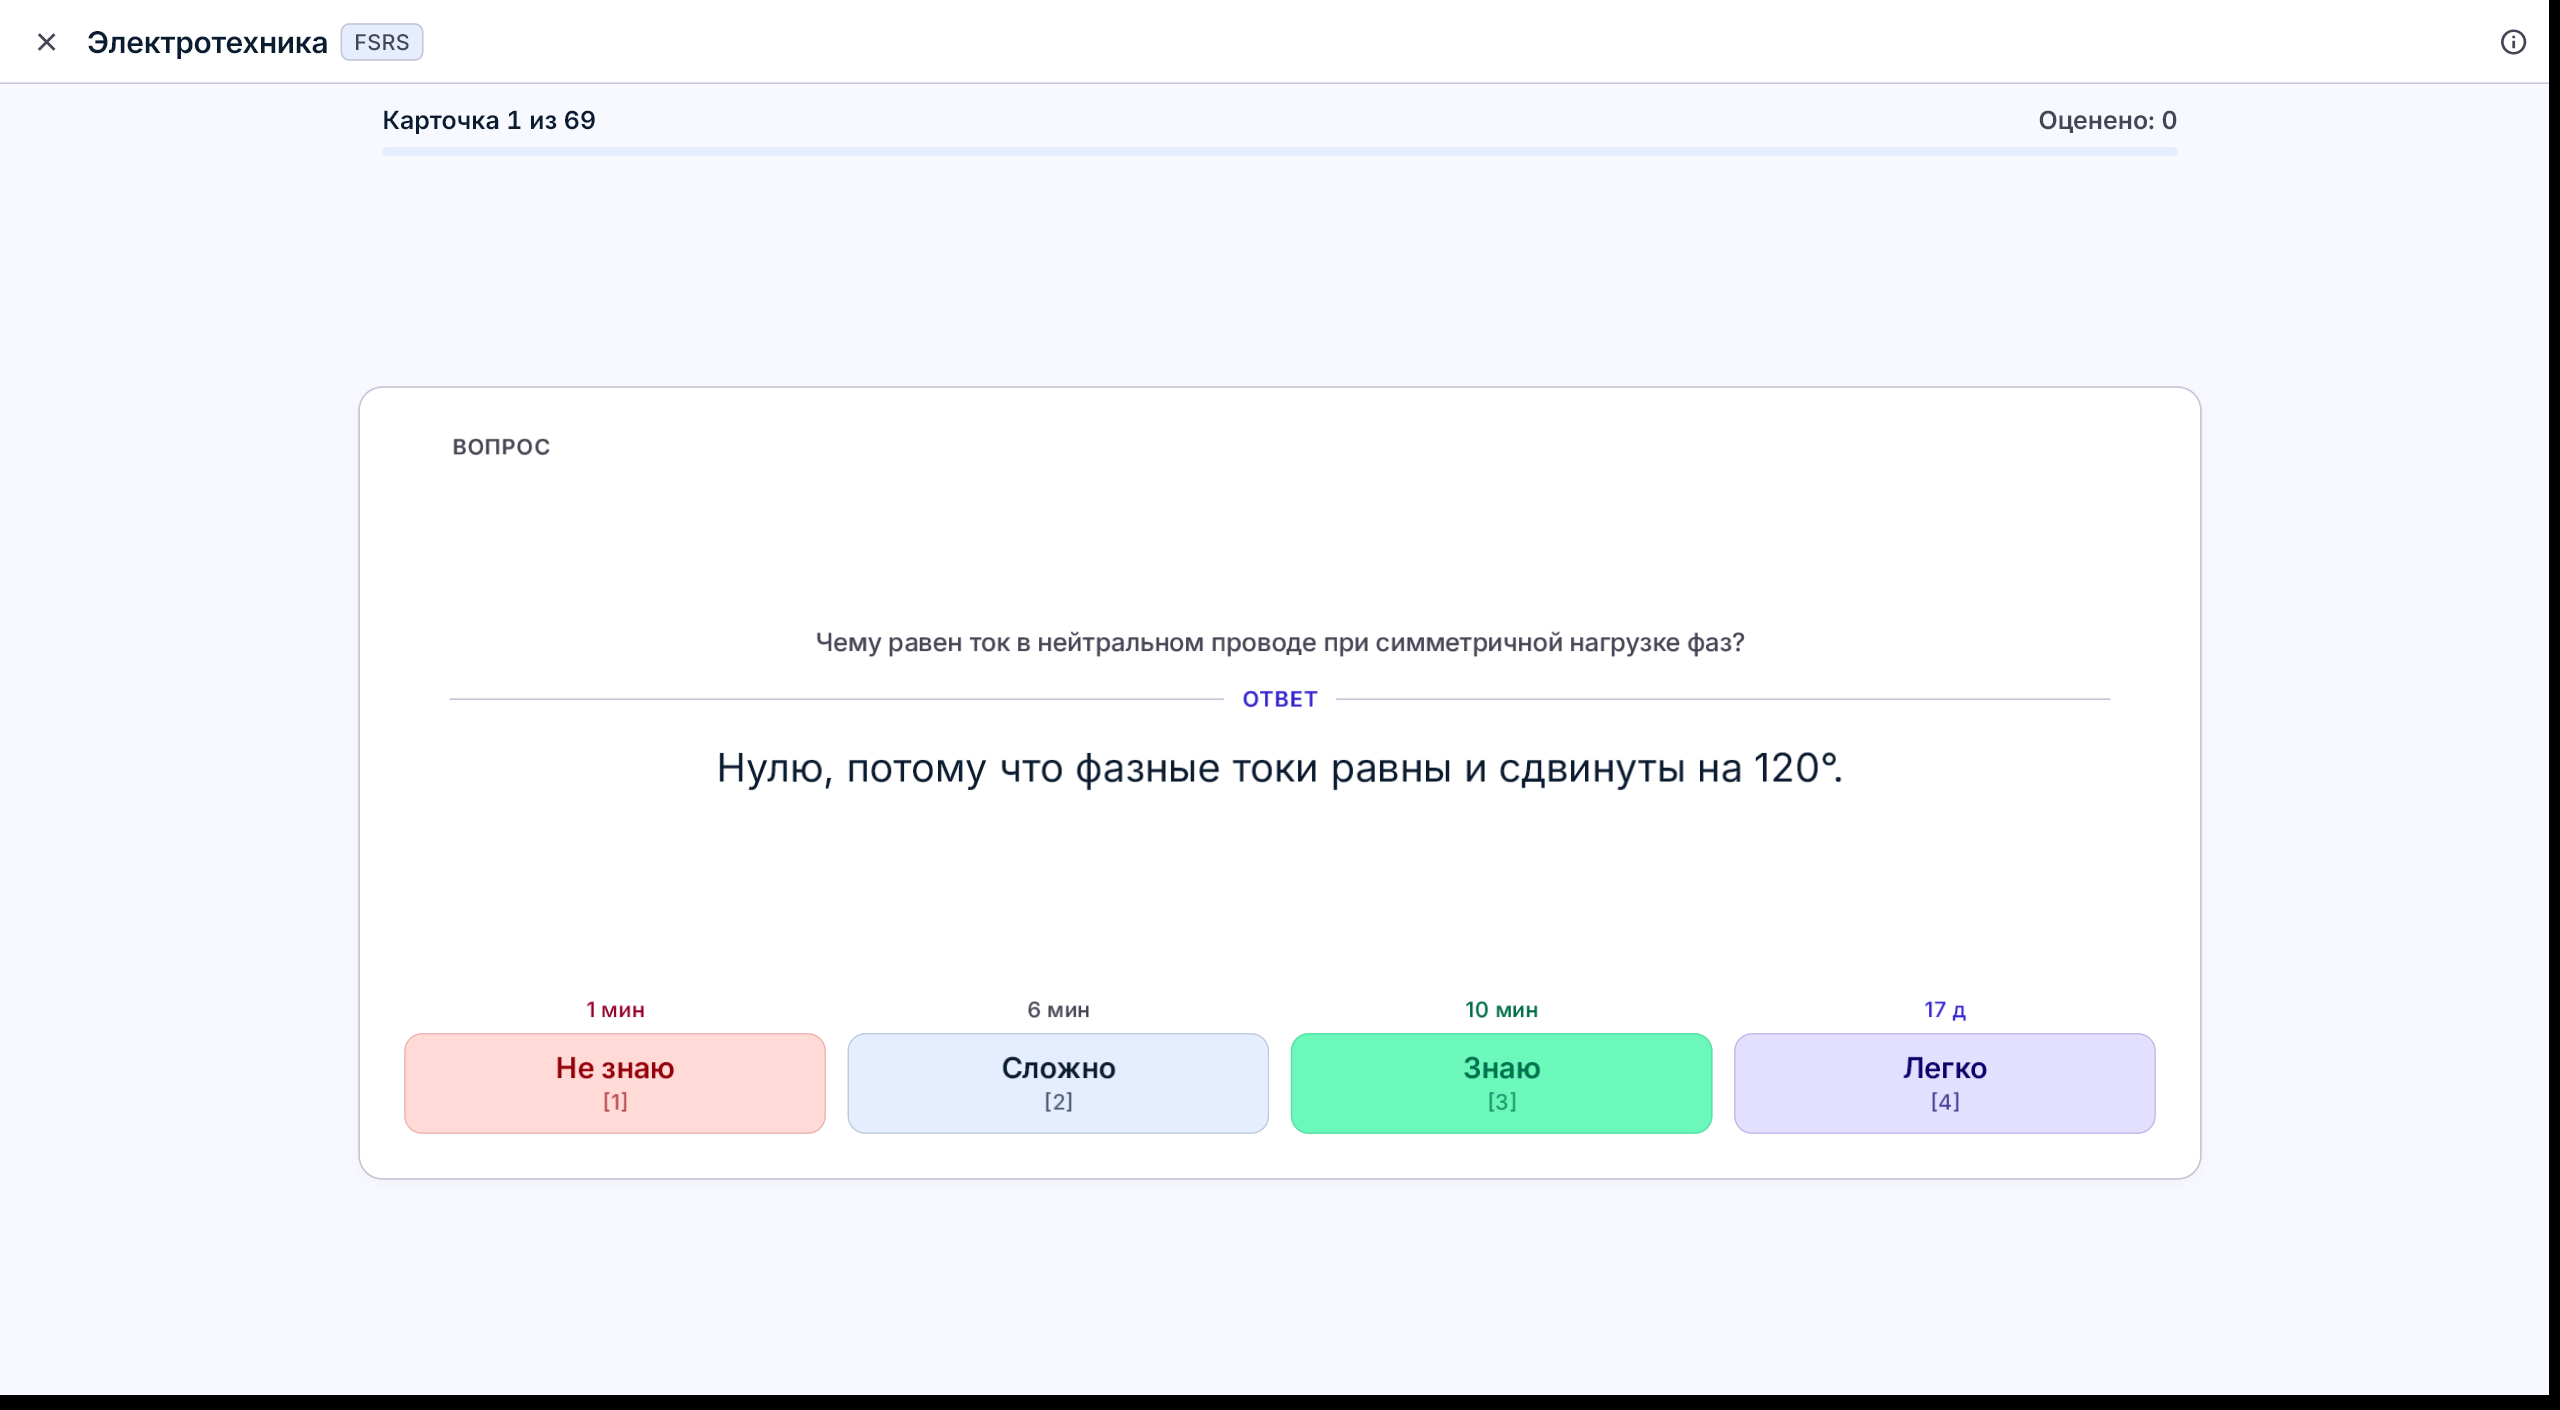 Электротехника FSRS
Карточка 1 из 69
Оценено: 0
ВОПРОС
Чему равен ток в нейтральном проводе при симметричной нагрузке фаз?
ОТВЕТ
Нулю, потому что фазные токи равны и сдвинуты на 120°.
1 мин
Не знаю
[1]
6 мин
Сложно
[2]
10 мин
Знаю
[3]
17 д
Легко
[4]